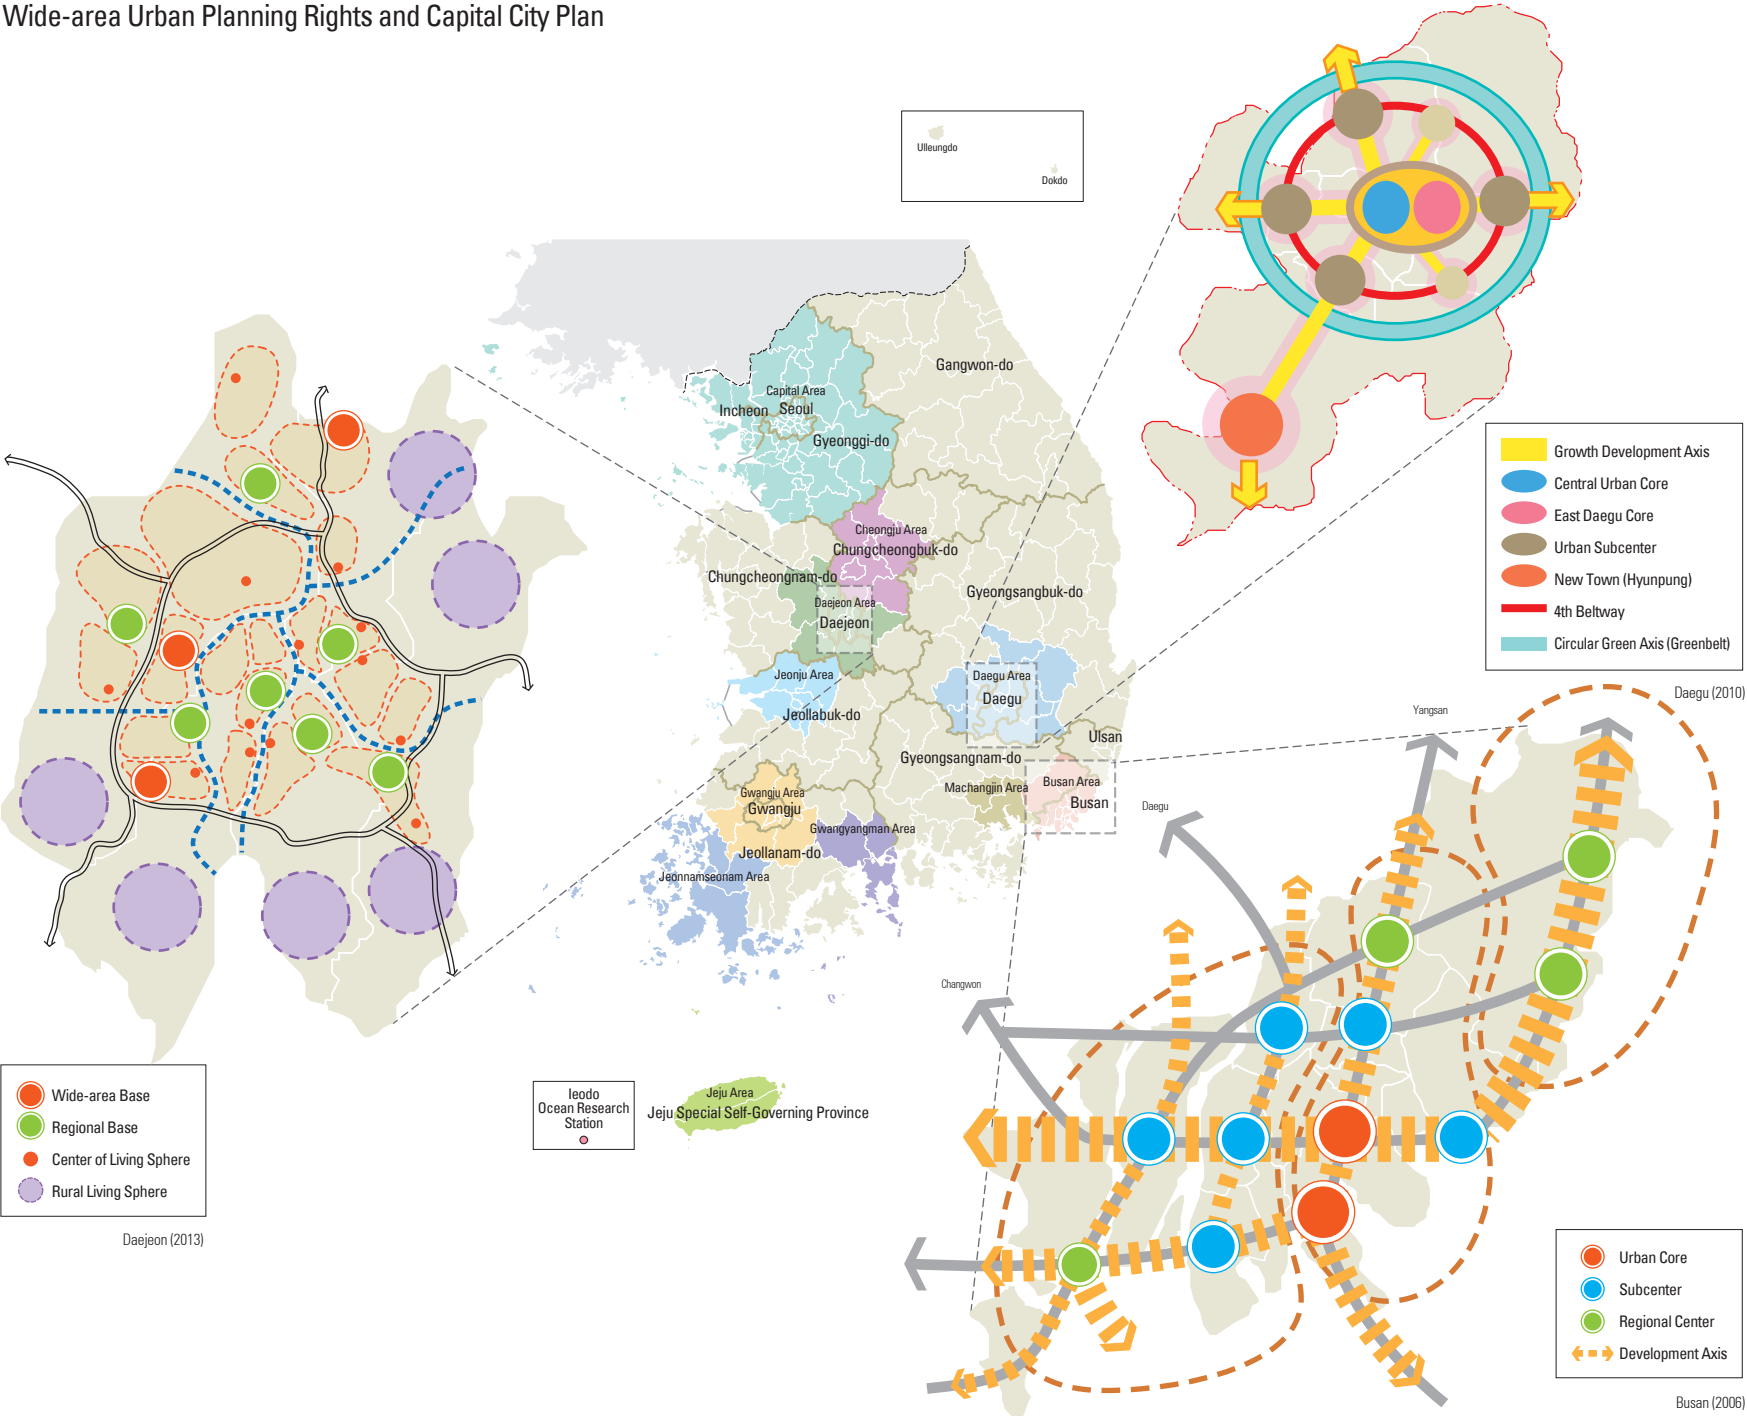 Wide-area Urban Planning Rights and Capital City Plan
Ulleungdo
Dokdo
Gangwon-do
Capital Area
Incheon
Seoul
Gyeonggi-do
Cheongju Area
Chungcheongbuk-do
Chungcheongnam-do
Daejeon Area
Daejeon
Gyeongsangbuk-do
Jeonju Area
Jeollabuk-do
Daegu Area
Daegu
Ulsan
Gyeongsangnam-do
Machangjin Area
Busan Area
Busan
Gwangju Area
Gwangju
Gwangyangman Area
Jeollanam-do
Jeonnamseonam Area
Ieodo
Ocean Research
Station
Jeju Area
Jeju Special Self-Governing Province
Growth Development Axis
Central Urban Core
East Daegu Core
Urban Subcenter
New Town (Hyunpung)
4th Beltway
Circular Green Axis (Greenbelt)
Daegu (2010)
Yangsan
Daegu
Changwon
Wide-area Base
Regional Base
Center of Living Sphere
Rural Living Sphere
Daejeon (2013)
Urban Core
Subcenter
Regional Center
Development Axis
Busan (2006)